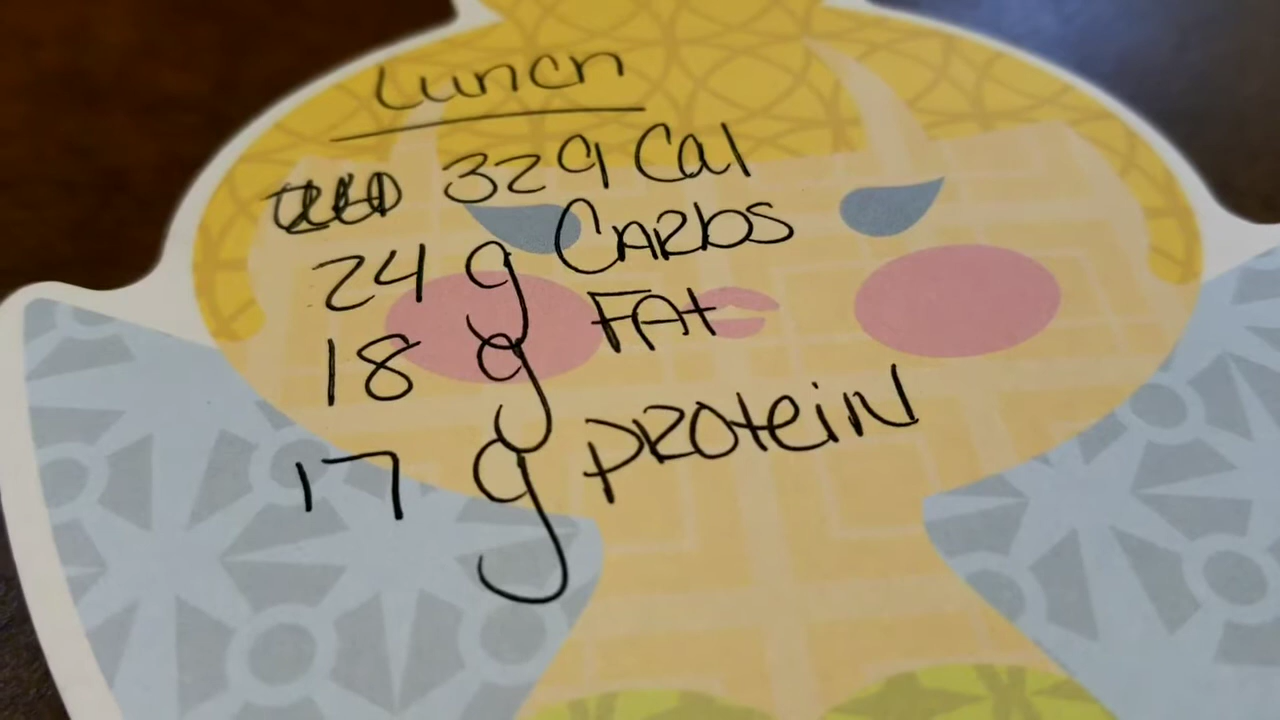 Lunch
329 Cal
24 g CARbs
18 g FAt
17 g pROteiN